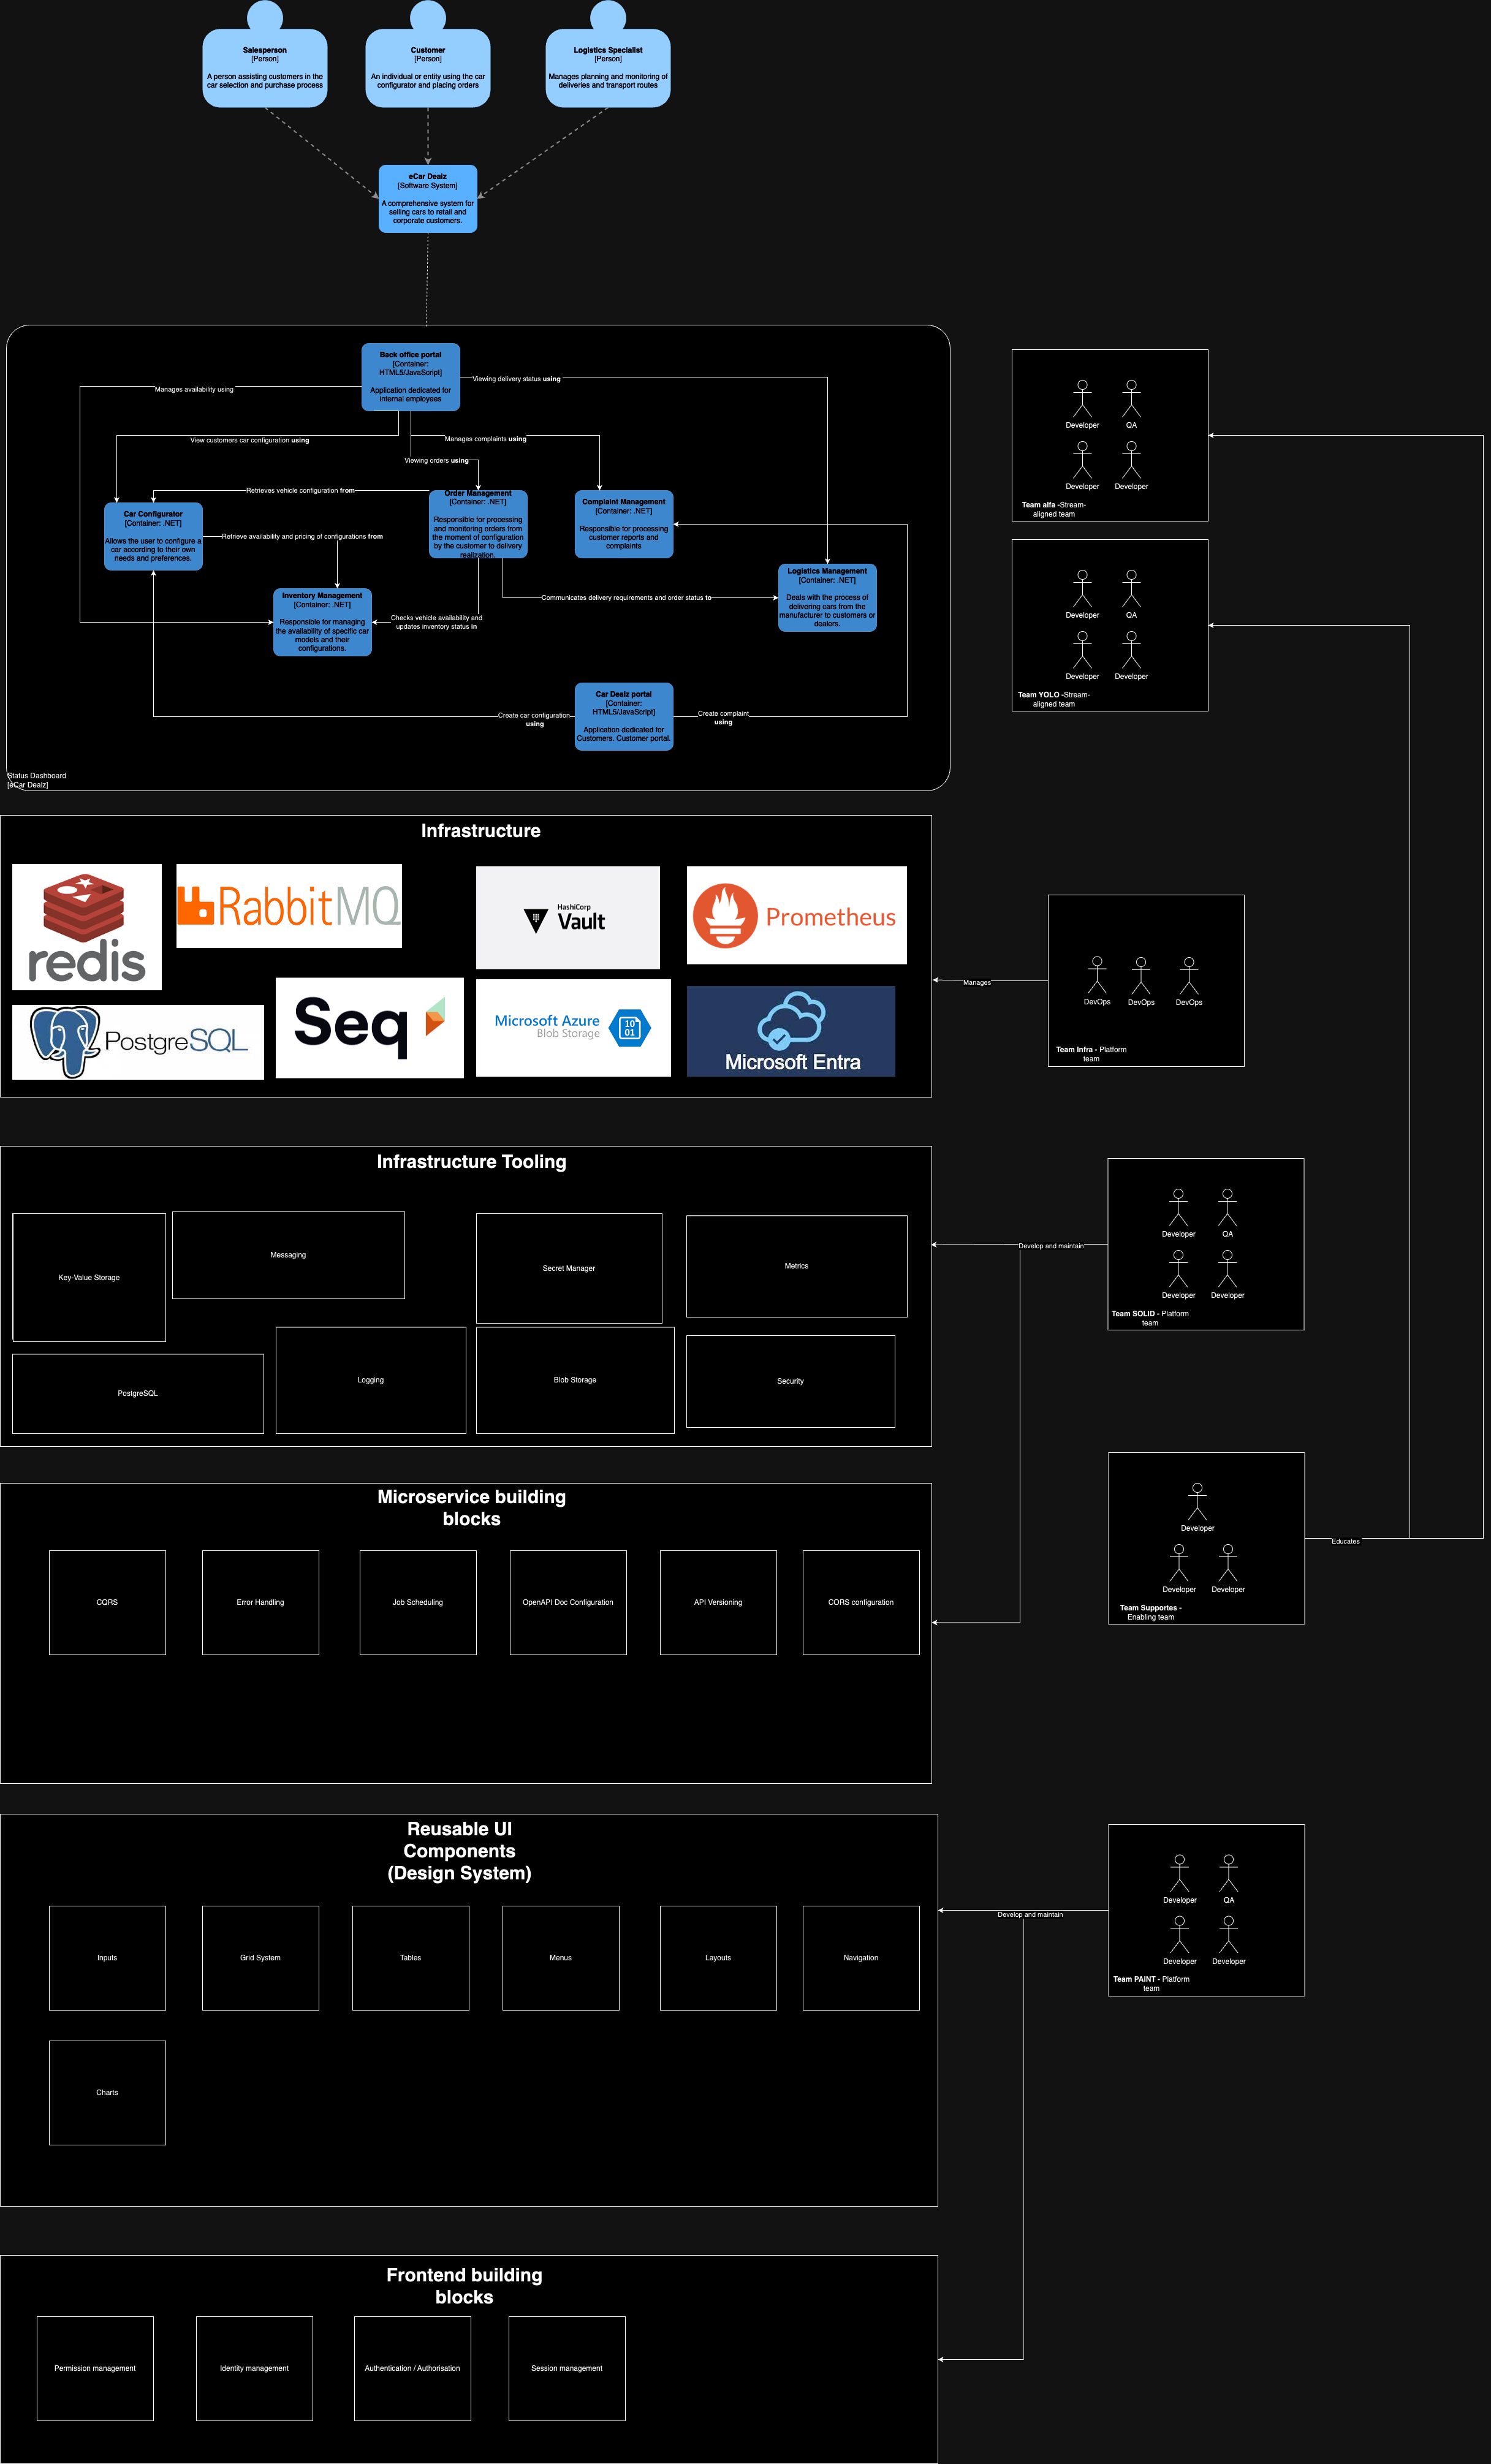 Salesperson
[Person]
A person assisting customers in the
car selection and purchase process
Customer
[Person]
An individual or entity using the car
configurator and placing orders
Logistics Specialist
[Person]
Manages planning and monitoring of
deliveries and transport routes
eCar Dealz
[Software System]
A comprehensive system for
selling cars to retail and
corporate customers.
Back office portal
[Container:
HTML5/JavaScript]
Application dedicated for
internal employees
Manages availability using
Viewing delivery status using
View customers car configuration using
Manages complaints using
Viewing orders using
Retrieves vehicle configuration from
Car Configurator
[Container: .NET]
Allows the user to configure a
car according to their own
needs and preferences.
Order Management
[Container: .NET]
Responsible for processing
and monitoring orders from
the moment of configuration
by the customer to delivery
realization.
Complaint Management
[Container: .NET]
Responsible for processing
customer reports and
complaints
Retrieve availability and pricing of configurations from
Logistics Management
[Container: .NET]
Deals with the process of
delivering cars from the
manufacturer to customers or
dealers.
Inventory Management
[Container: .NET]
Responsible for managing
the availability of specific car
models and their
configurations.
Communicates delivery requirements and order status to
Checks vehicle availability and
updates inventory status in
Car Dealz portal
[Container:
HTML5/JavaScript]
Application dedicated for
Customers. Customer portal.
Create car configuration
using
Create complaint
using
Status Dashboard
[eCar Dealz]
Developer
QA
Developer
Developer
Team alfa -Stream-
aligned team
Developer
QA
Developer
Developer
Team YOLO -Stream-
aligned team
Infrastructure
redis
RabbitMQ
HashiCorp
Vault
Prometheus
PostgreSQL
Seq
Microsoft Azure
Blob Storage
10
01
Microsoft Entra
Manages
DevOps
DevOps
DevOps
Team Infra - Platform
team
Infrastructure Tooling
Key-Value Storage
Messaging
Secret Manager
Metrics
PostgreSQL
Logging
Blob Storage
Security
Develop and maintain
Developer
QA
Developer
Developer
Team SOLID - Platform
team
Microservice building
blocks
CQRS
Error Handling
Job Scheduling
OpenAPI Doc Configuration
API Versioning
CORS configuration
Developer
Developer
Developer
Team Supportes -
Enabling team
Educates
Reusable UI
Components
(Design System)
Inputs
Grid System
Tables
Menus
Layouts
Navigation
Charts
Develop and maintain
Developer
QA
Developer
Developer
Team PAINT - Platform
team
Frontend building
blocks
Permission management
Identity management
Authentication / Authorisation
Session management